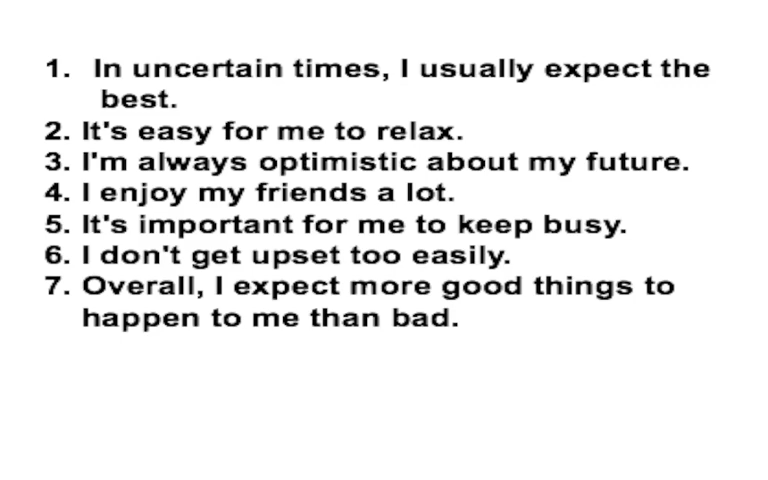 1. In uncertain times, I usually expect the
best.
2. It's easy for me to relax.
3. I'm always optimistic about my future.
4. I enjoy my friends a lot.
5. It's important for me to keep busy.
6. I don't get upset too easily.
7. Overall, I expect more good things to
happen to me than bad.